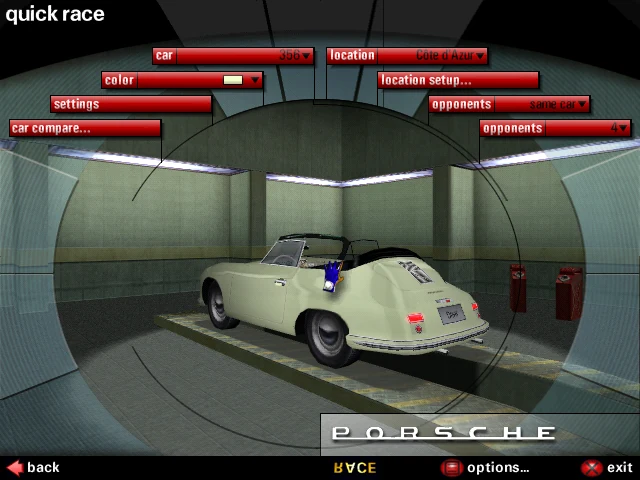 quick race
car 356
location Côte d'Azur
color
location setup...
settings
opponents same car
car compare...
opponents 4
PORSCHE
back
RACE
options...
exit